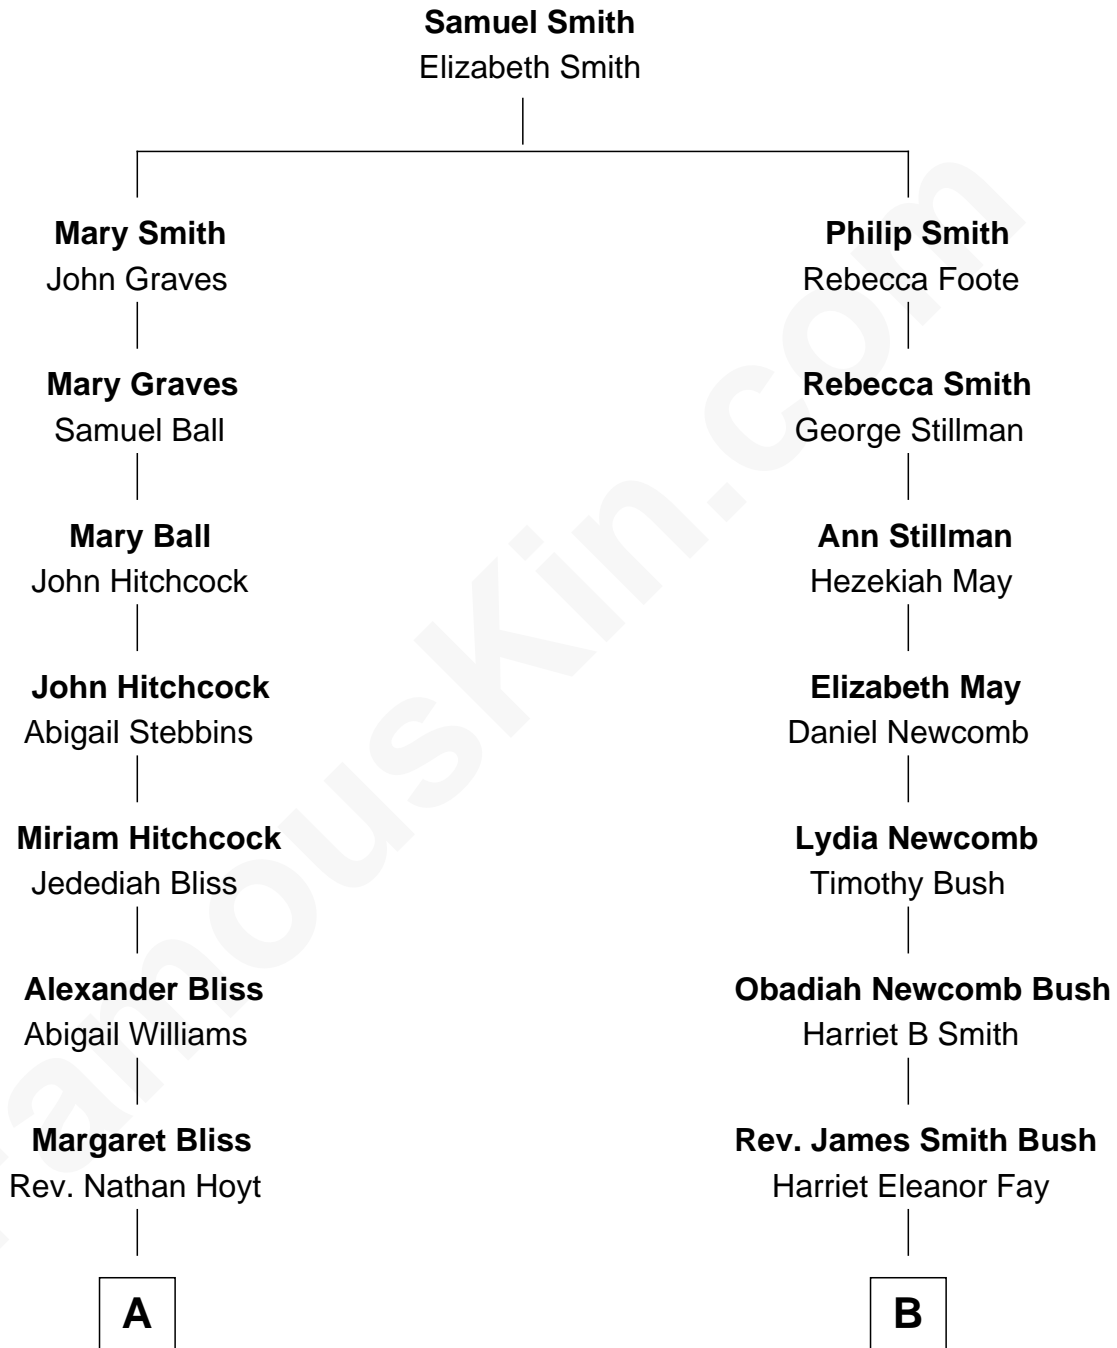 Samuel Smith
Elizabeth Smith
Mary Smith
John Graves
Philip Smith
Rebecca Foote
Mary Graves
Samuel Ball
Rebecca Smith
George Stillman
Mary Ball
John Hitchcock
Ann Stillman
Hezekiah May
John Hitchcock
Abigail Stebbins
Elizabeth May
Daniel Newcomb
Miriam Hitchcock
Jedediah Bliss
Lydia Newcomb
Timothy Bush
Alexander Bliss
Abigail Williams
Obadiah Newcomb Bush
Harriet B Smith
Margaret Bliss
Rev. Nathan Hoyt
Rev. James Smith Bush
Harriet Eleanor Fay
A
B
FamousKin.com